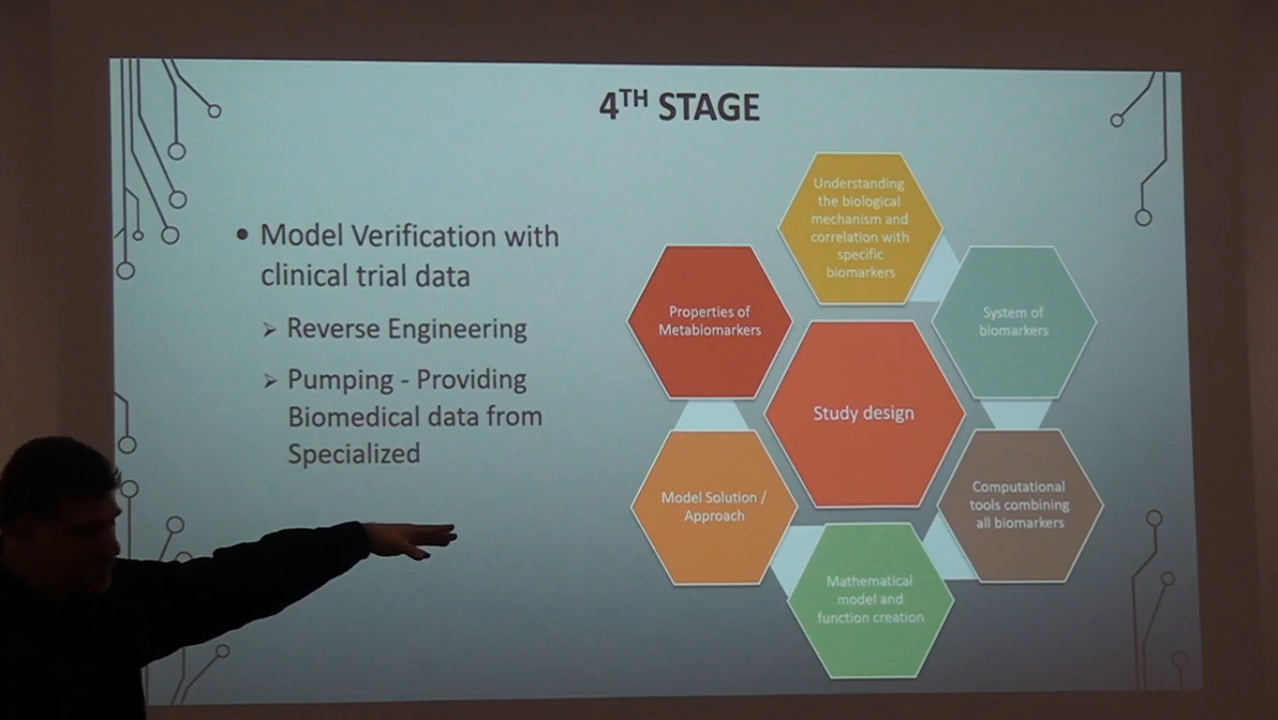 4TH STAGE
• Model Verification with
clinical trial data
➢ Reverse Engineering
➢ Pumping - Providing
Biomedical data from
Specialized
Understanding
the biological
mechanism and
correlation with
specific
biomarkers
System of
biomarkers
Computational
tools combining
all biomarkers
Mathematical
model and
function creation
Model Solution /
Approach
Properties of
Metabiomarkers
Study design